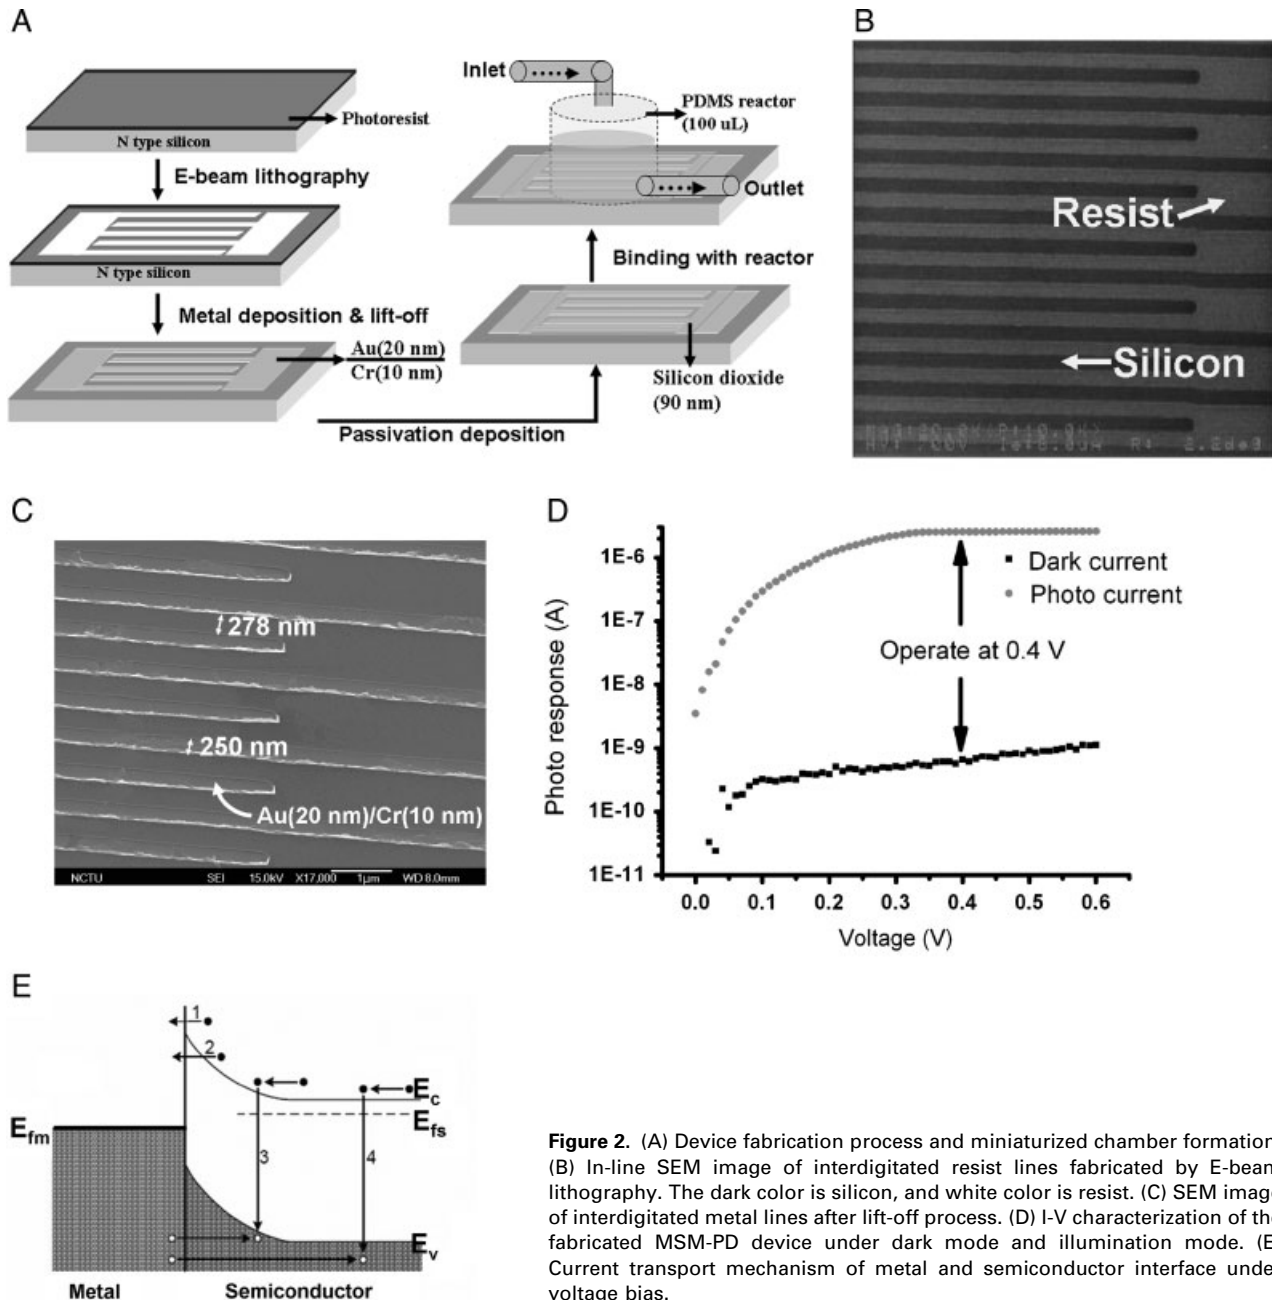 A
Photoresist
N type silicon
E-beam lithography
N type silicon
Metal deposition & lift-off
Au(20 nm)
Cr(10 nm)
Passivation deposition
Inlet
PDMS reactor
(100 uL)
Outlet
Binding with reactor
Silicon dioxide
(90 nm)
B
Resist
Silicon
C
278 nm
250 nm
Au(20 nm)/Cr(10 nm)
NCTU SEI 15.0kV X17,000 1µm WD 8.0mm
D
Photo response (A)
1E-6
1E-7
1E-8
1E-9
1E-10
1E-11
Dark current
Photo current
Operate at 0.4 V
0.0 0.1 0.2 0.3 0.4 0.5 0.6
Voltage (V)
E
1
2
Ec
Efs
Efm
3
4
Ev
Metal
Semiconductor
Figure 2. (A) Device fabrication process and miniaturized chamber formation
(B) In-line SEM image of interdigitated resist lines fabricated by E-bean
lithography. The dark color is silicon, and white color is resist. (C) SEM image
of interdigitated metal lines after lift-off process. (D) I-V characterization of the
fabricated MSM-PD device under dark mode and illumination mode. (E
Current transport mechanism of metal and semiconductor interface unde
voltage bias.